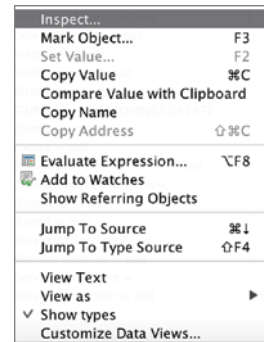 Inspect...
Mark Object... F3
Set Value... F2
Copy Value ⌘C
Compare Value with Clipboard
Copy Name
Copy Address ⇧⌘C
Evaluate Expression... ⌥F8
Add to Watches
Show Referring Objects
Jump To Source ⌘↓
Jump To Type Source ⇧F4
View Text
View as ▶
✓ Show types
Customize Data Views...